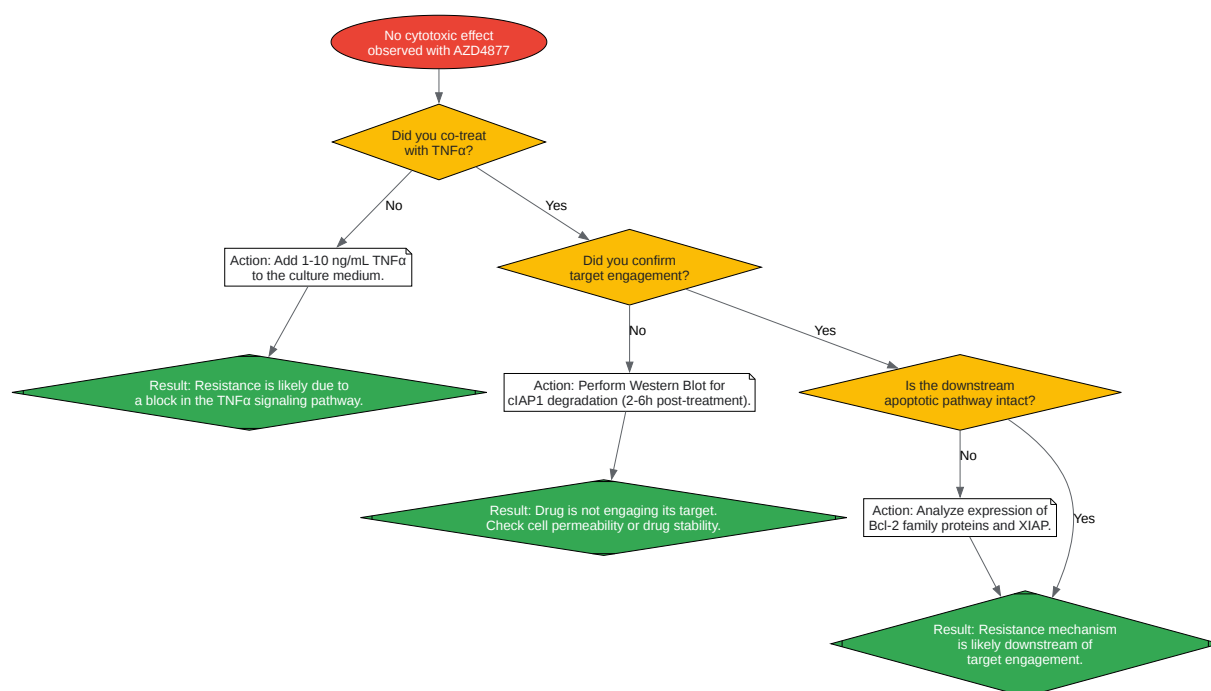 No cytotoxic effect
observed with AZD4877
Did you co-treat
with TNFα?
No
Yes
Action: Add 1-10 ng/mL TNFα
to the culture medium.
Did you confirm
target engagement?
No
Yes
Result: Resistance is likely due to
a block in the TNFα signaling pathway.
Action: Perform Western Blot for
cIAP1 degradation (2-6h post-treatment).
Is the downstream
apoptotic pathway intact?
No
Yes
Result: Drug is not engaging its target.
Check cell permeability or drug stability.
Action: Analyze expression of
Bcl-2 family proteins and XIAP.
Result: Resistance mechanism
is likely downstream of
target engagement.